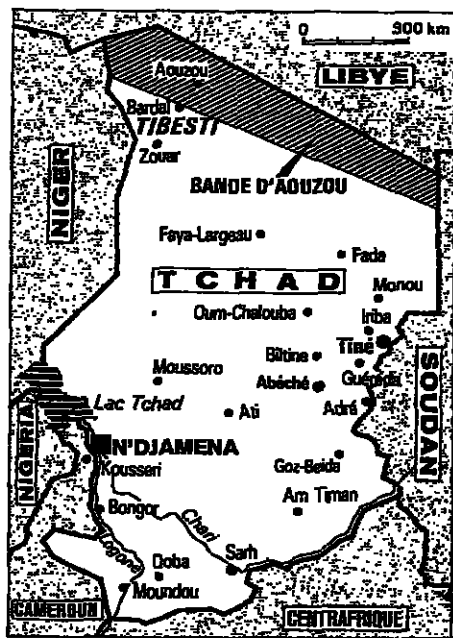 0 300 km
LIBYE
Aouzou
Bardaï
TIBESTI
Zouar
NIGER
BANDE D'AOUZOU
Faya-Largeau
Fada
TCHAD
Monou
Oum-Chalouba
Iriba
Tiné
Biltine
Guéréda
SOUDAN
Moussoro
Abéché
Adré
Lac Tchad
Ati
NIGERIA
N'DJAMENA
Kousseri
Goz-Beida
Am Timan
Bongor
Chari
Logone
Doba
Sarh
Moundou
CAMEROUN
CENTRAFRIQUE